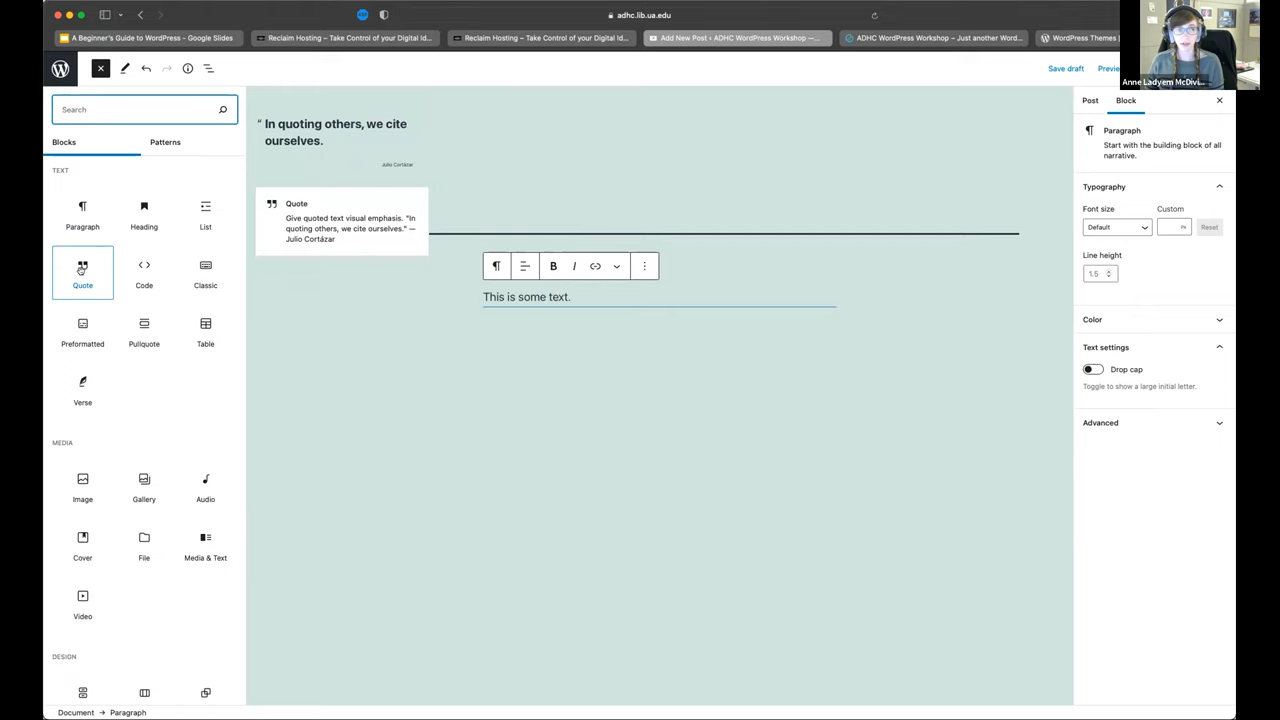 adhc.lib.ua.edu
A Beginner's Guide to WordPress - Google Slides
Reclaim Hosting – Take Control of your Digital Id...
Reclaim Hosting – Take Control of your Digital Id...
Add New Post ‹ ADHC WordPress Workshop —...
ADHC WordPress Workshop – Just another Word...
WordPress Themes |
Anne Ladyem McDivi...
Save draft
Search
Blocks
Patterns
TEXT
Paragraph
Heading
List
Quote
Code
Classic
Preformatted
Pullquote
Table
Verse
MEDIA
Image
Gallery
Audio
Cover
File
Media & Text
Video
DESIGN
Document → Paragraph
“ In quoting others, we cite
ourselves.
Julio Cortázar
Quote
Give quoted text visual emphasis. "In
quoting others, we cite ourselves." —
Julio Cortázar
B I
This is some text.
Post
Block
Paragraph
Start with the building block of all
narrative.
Typography
Font size
Custom
Default
PX
Reset
Line height
1.5
Color
Text settings
Drop cap
Toggle to show a large initial letter.
Advanced